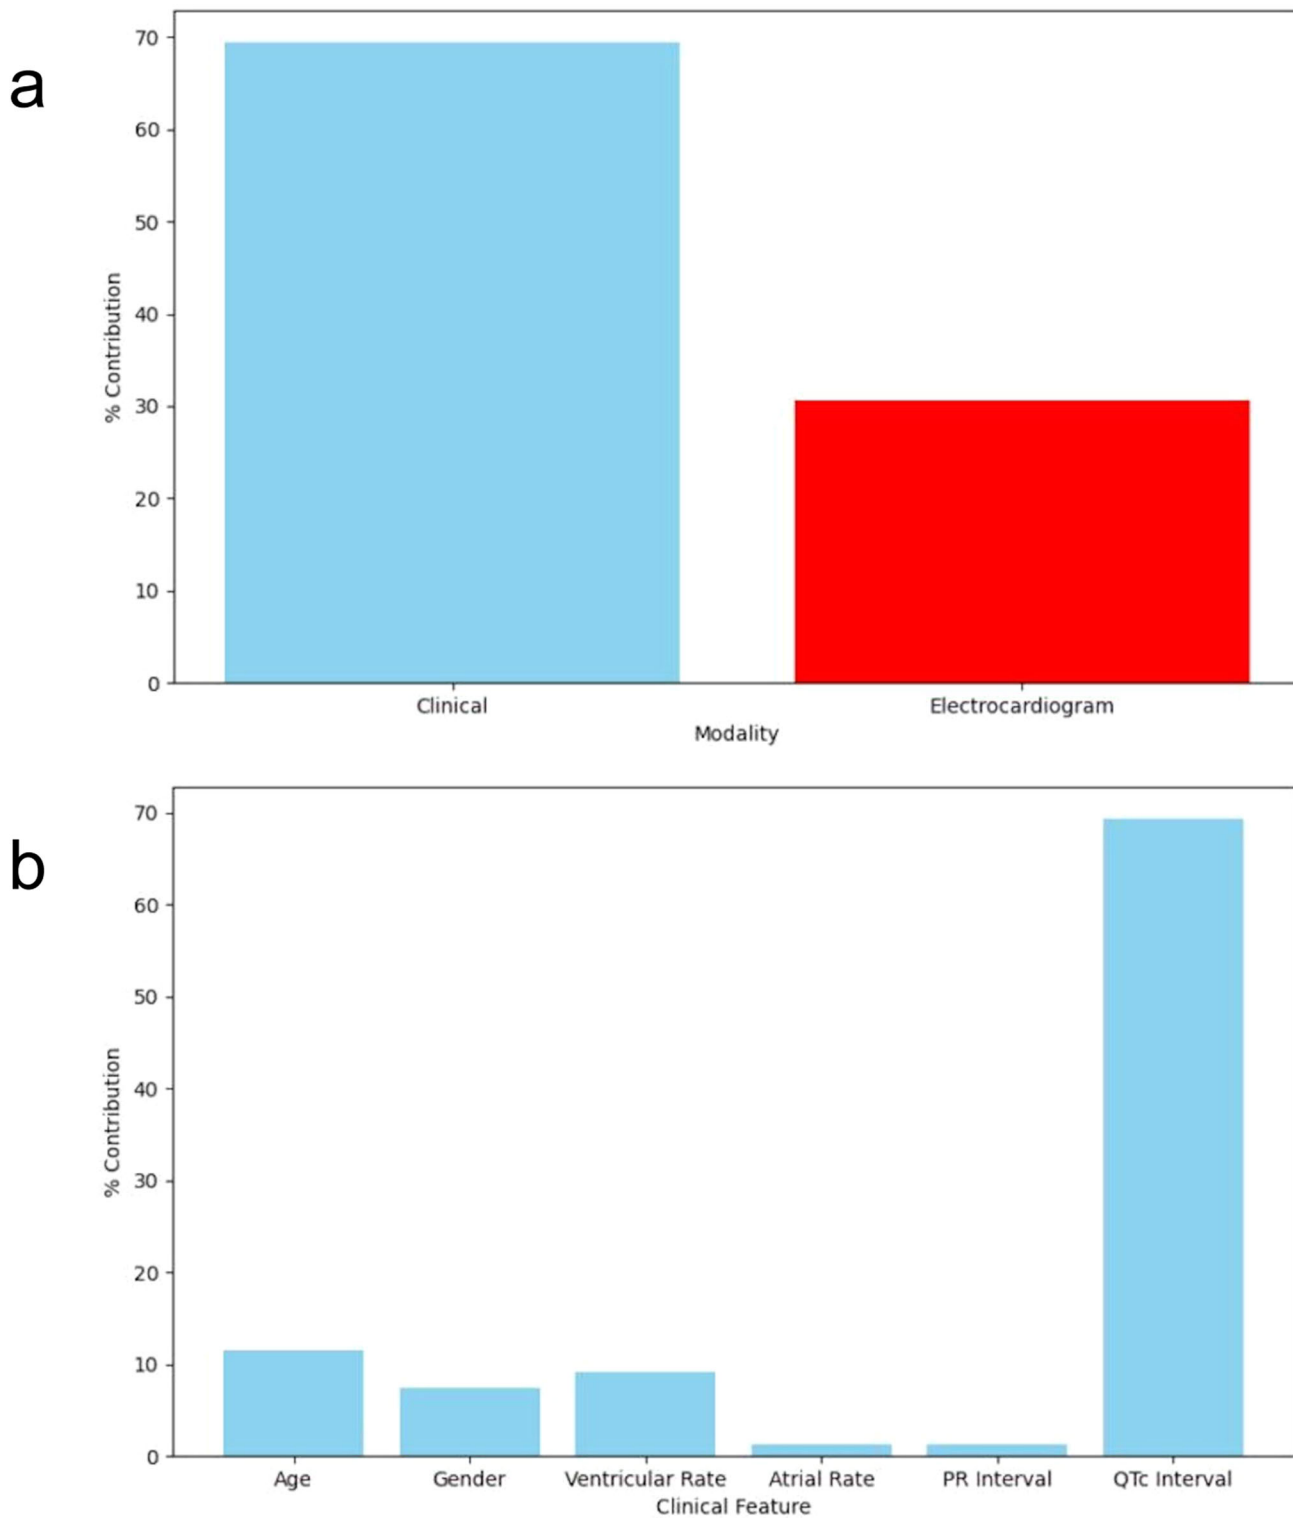 a
70
60
50
40
30
20
10
0
% Contribution
Clinical Electrocardiogram
Modality
b
70
60
50
40
30
20
10
0
% Contribution
Age Gender Ventricular Rate Atrial Rate PR Interval QTc Interval
Clinical Feature